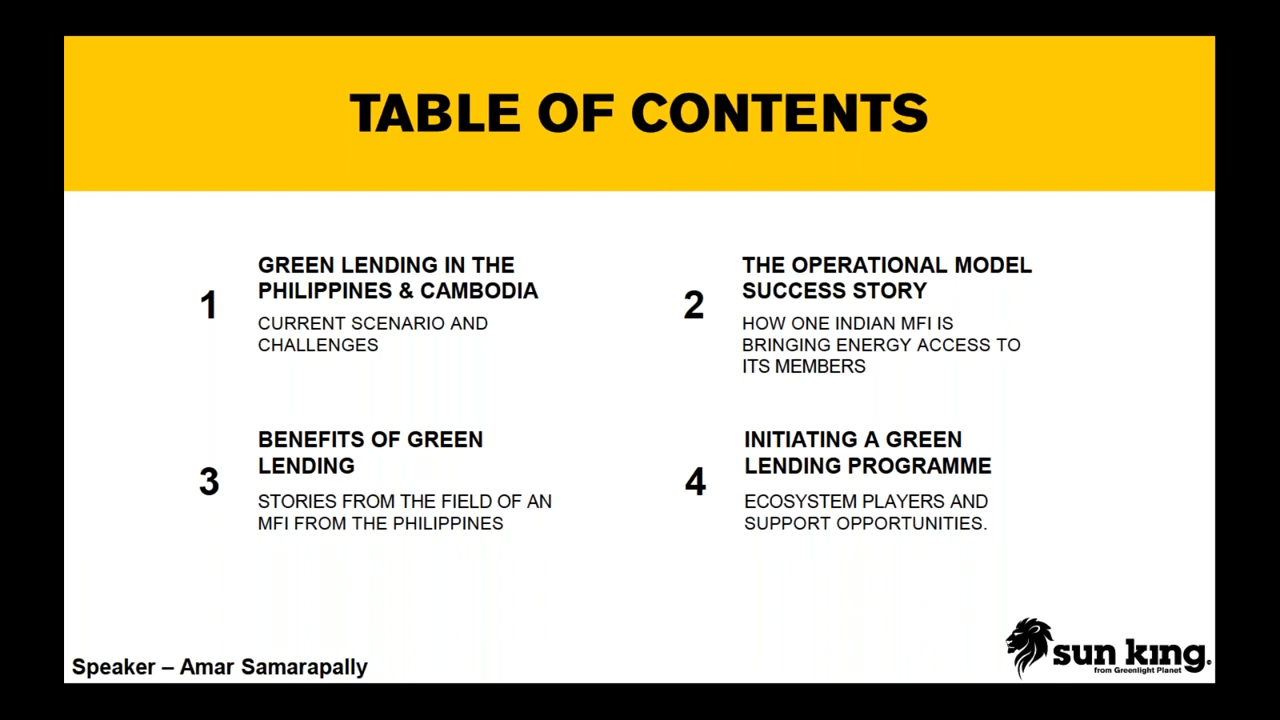 TABLE OF CONTENTS
1
GREEN LENDING IN THE
PHILIPPINES & CAMBODIA
CURRENT SCENARIO AND
CHALLENGES
2
THE OPERATIONAL MODEL
SUCCESS STORY
HOW ONE INDIAN MFI IS
BRINGING ENERGY ACCESS TO
ITS MEMBERS
3
BENEFITS OF GREEN
LENDING
STORIES FROM THE FIELD OF AN
MFI FROM THE PHILIPPINES
4
INITIATING A GREEN
LENDING PROGRAMME
ECOSYSTEM PLAYERS AND
SUPPORT OPPORTUNITIES.
Speaker – Amar Samarapally
sun king.
from Greenlight Planet